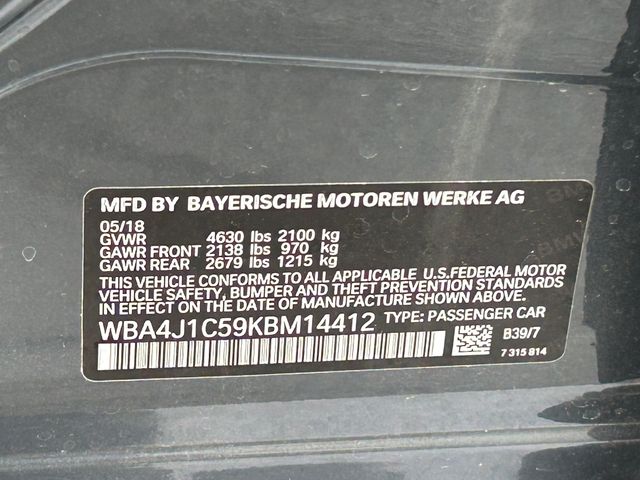 MFD BY BAYERISCHE MOTOREN WERKE AG
05/18
GVWR 4630 lbs 2100 kg
GAWR FRONT 2138 lbs 970 kg
GAWR REAR 2679 lbs 1215 kg
THIS VEHICLE CONFORMS TO ALL APPLICABLE U.S.FEDERAL MOTOR
VEHICLE SAFETY, BUMPER AND THEFT PREVENTION STANDARDS
IN EFFECT ON THE DATE OF MANUFACTURE SHOWN ABOVE.
WBA4J1C59KBM14412 TYPE: PASSENGER CAR
B39/7
7 315 814